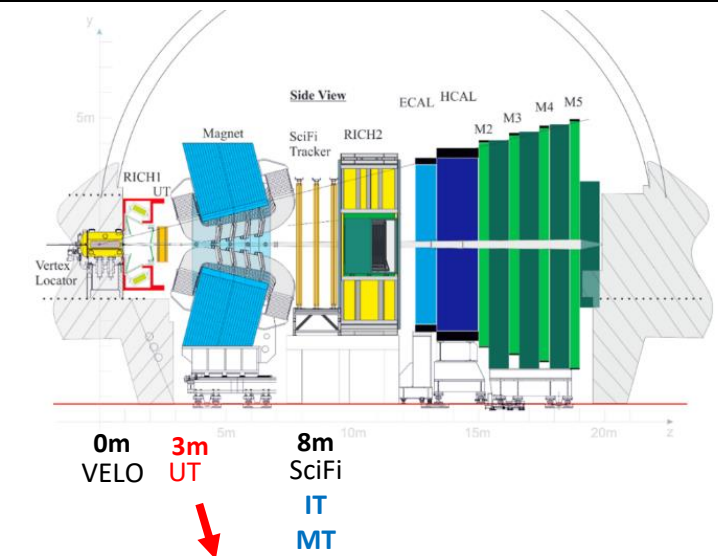 y
Side View
5m
ECAL HCAL
M2 M3 M4 M5
Magnet
SciFi
Tracker
RICH2
RICH1
UT
Vertex
Locator
5m 10m 15m 20m z
0m 3m 8m
VELO UT SciFi
IT
MT